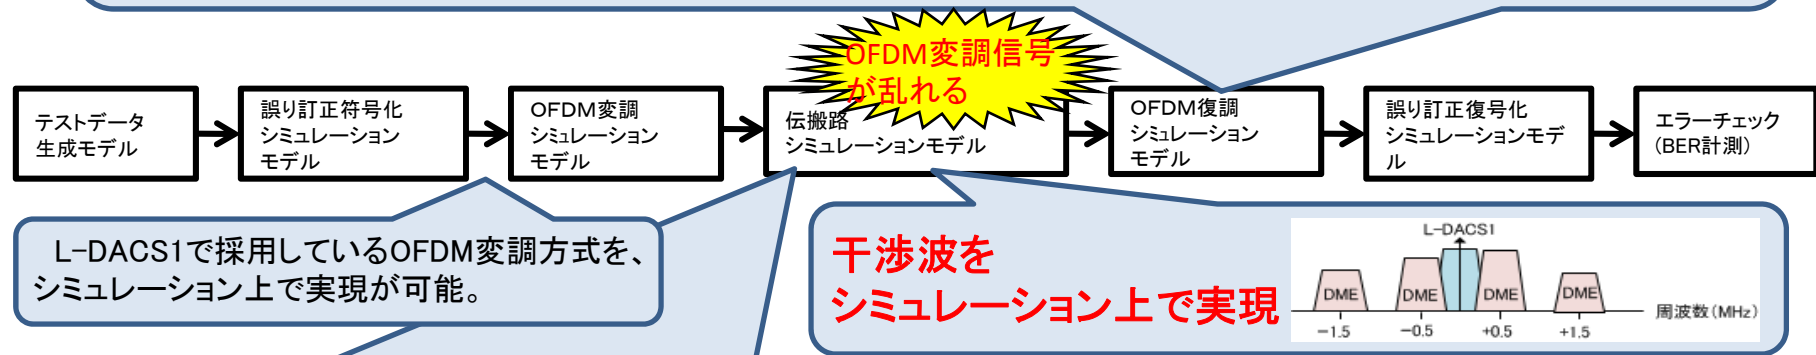 OFDM変調信号
が乱れる
テストデータ
生成モデル
誤り訂正符号化
シミュレーション
モデル
OFDM変調
シミュレーション
モデル
伝搬路
シミュレーションモデル
OFDM復調
シミュレーション
モデル
誤り訂正復号化
シミュレーションモデ
ル
エラーチェック
(BER計測)
L-DACS1で採用しているOFDM変調方式を、
シミュレーション上で実現が可能。
干渉波を
シミュレーション上で実現
L-DACS1
DME DME DME DME
周波数(MHz)
-1.5 -0.5 +0.5 +1.5